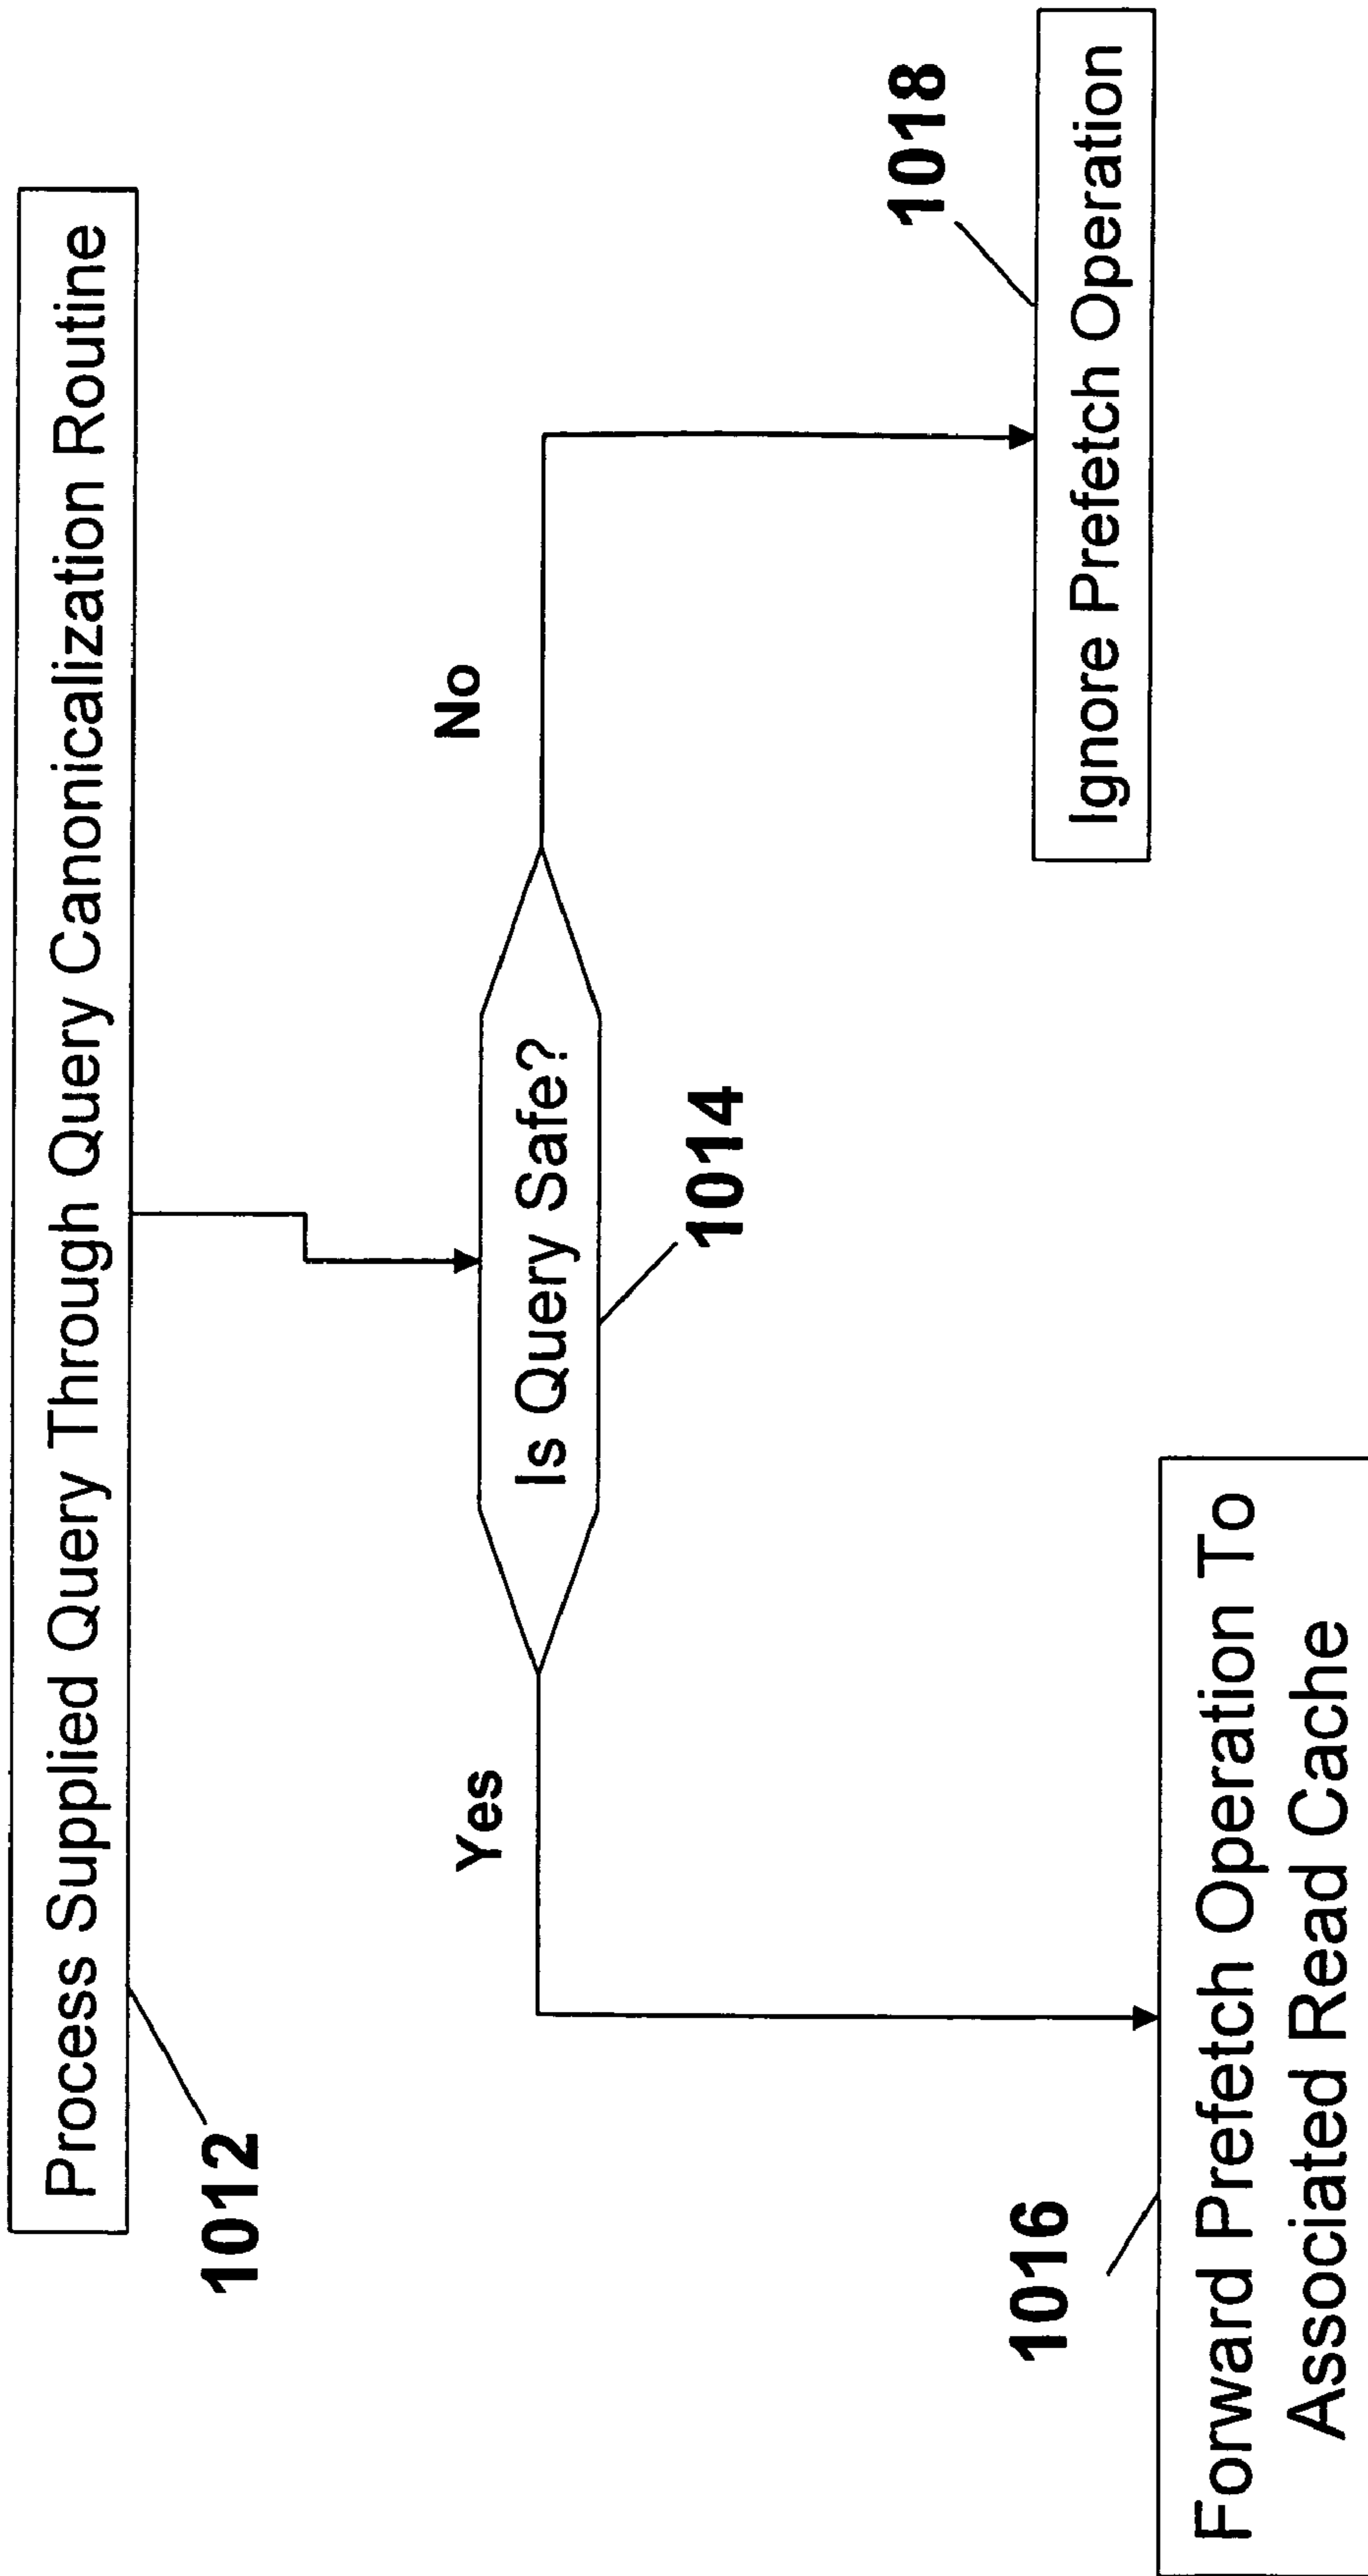 Process Supplied Query Through Query Canonicalization Routine
1012
Is Query Safe?
1014
Yes
No
1016
Forward Prefetch Operation To
Associated Read Cache
1018
Ignore Prefetch Operation